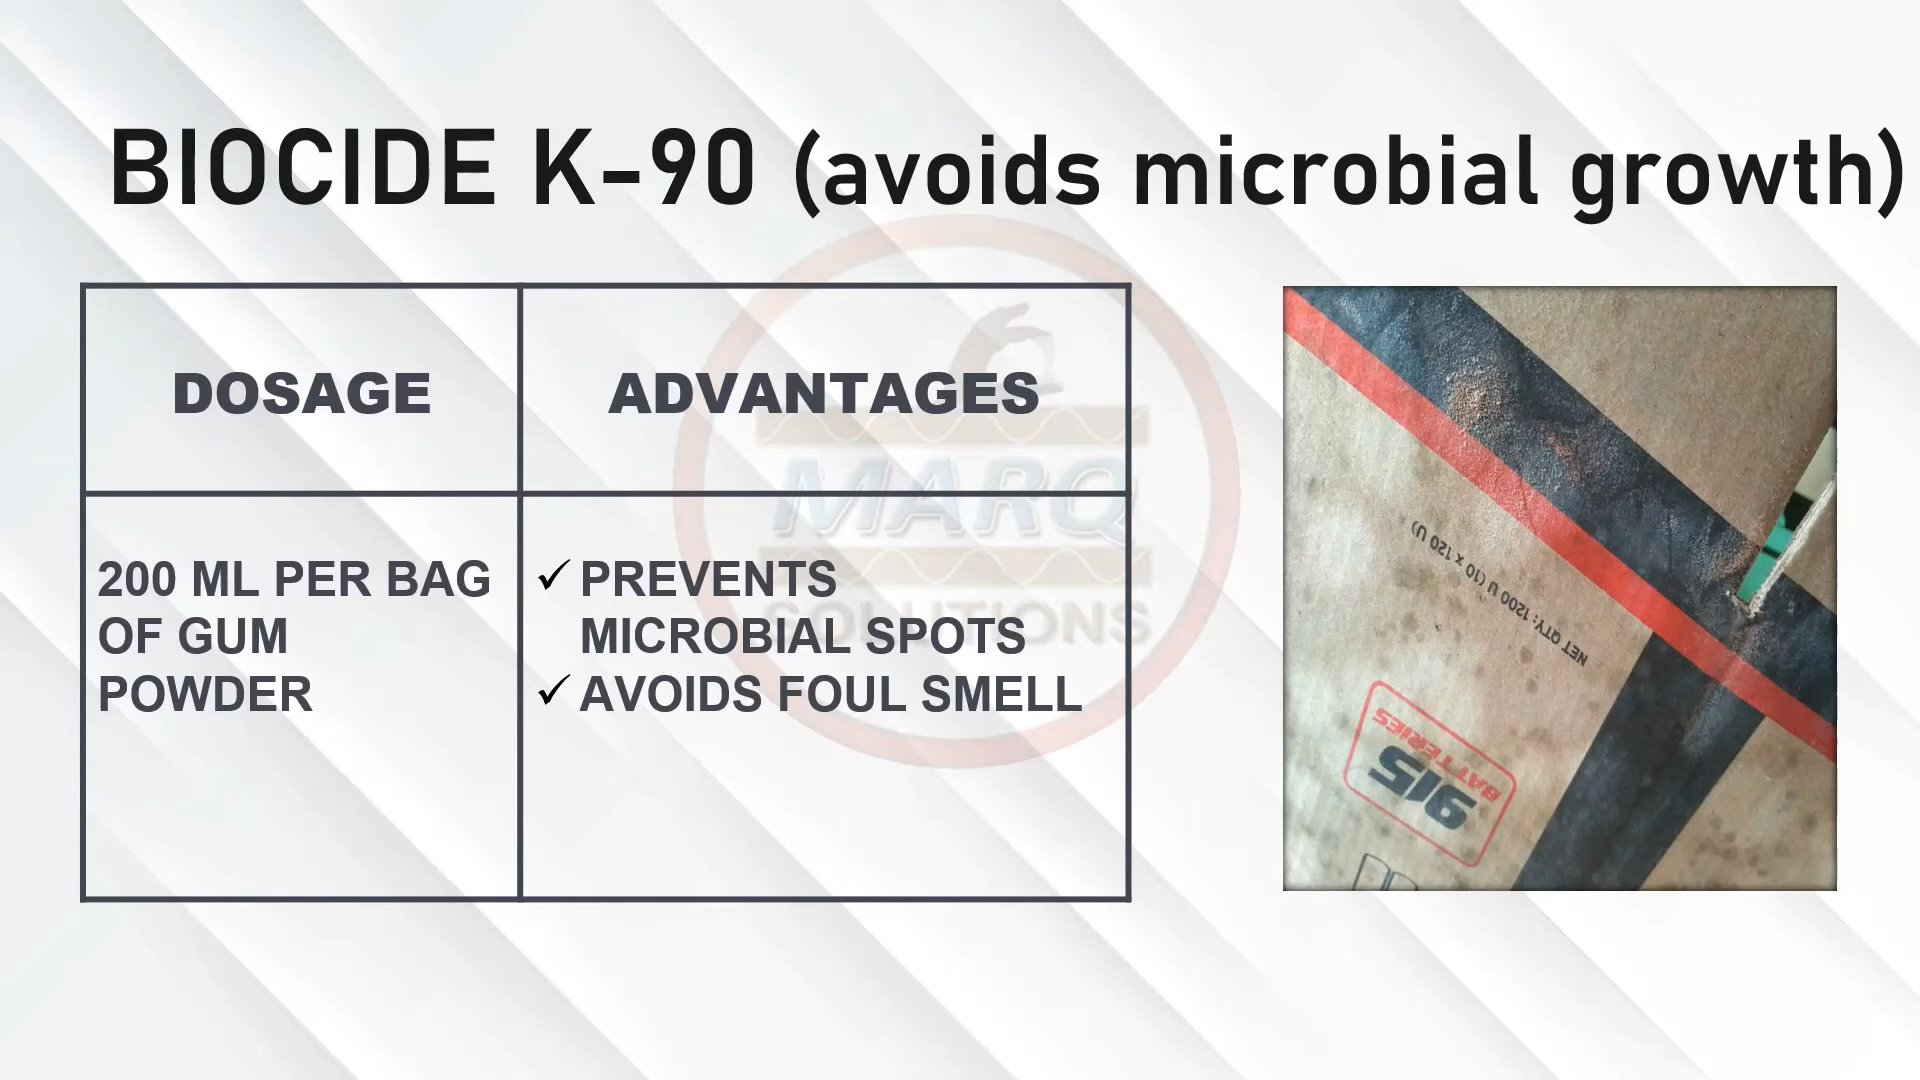 BIOCIDE K-90 (avoids microbial growth)
DOSAGE
ADVANTAGES
200 ML PER BAG
OF GUM
POWDER
✓ PREVENTS
MICROBIAL SPOTS
✓ AVOIDS FOUL SMELL
MARQ
SOLUTIONS
NET QTY: 1200 U (10 x 120 U)
915
BATTERIES